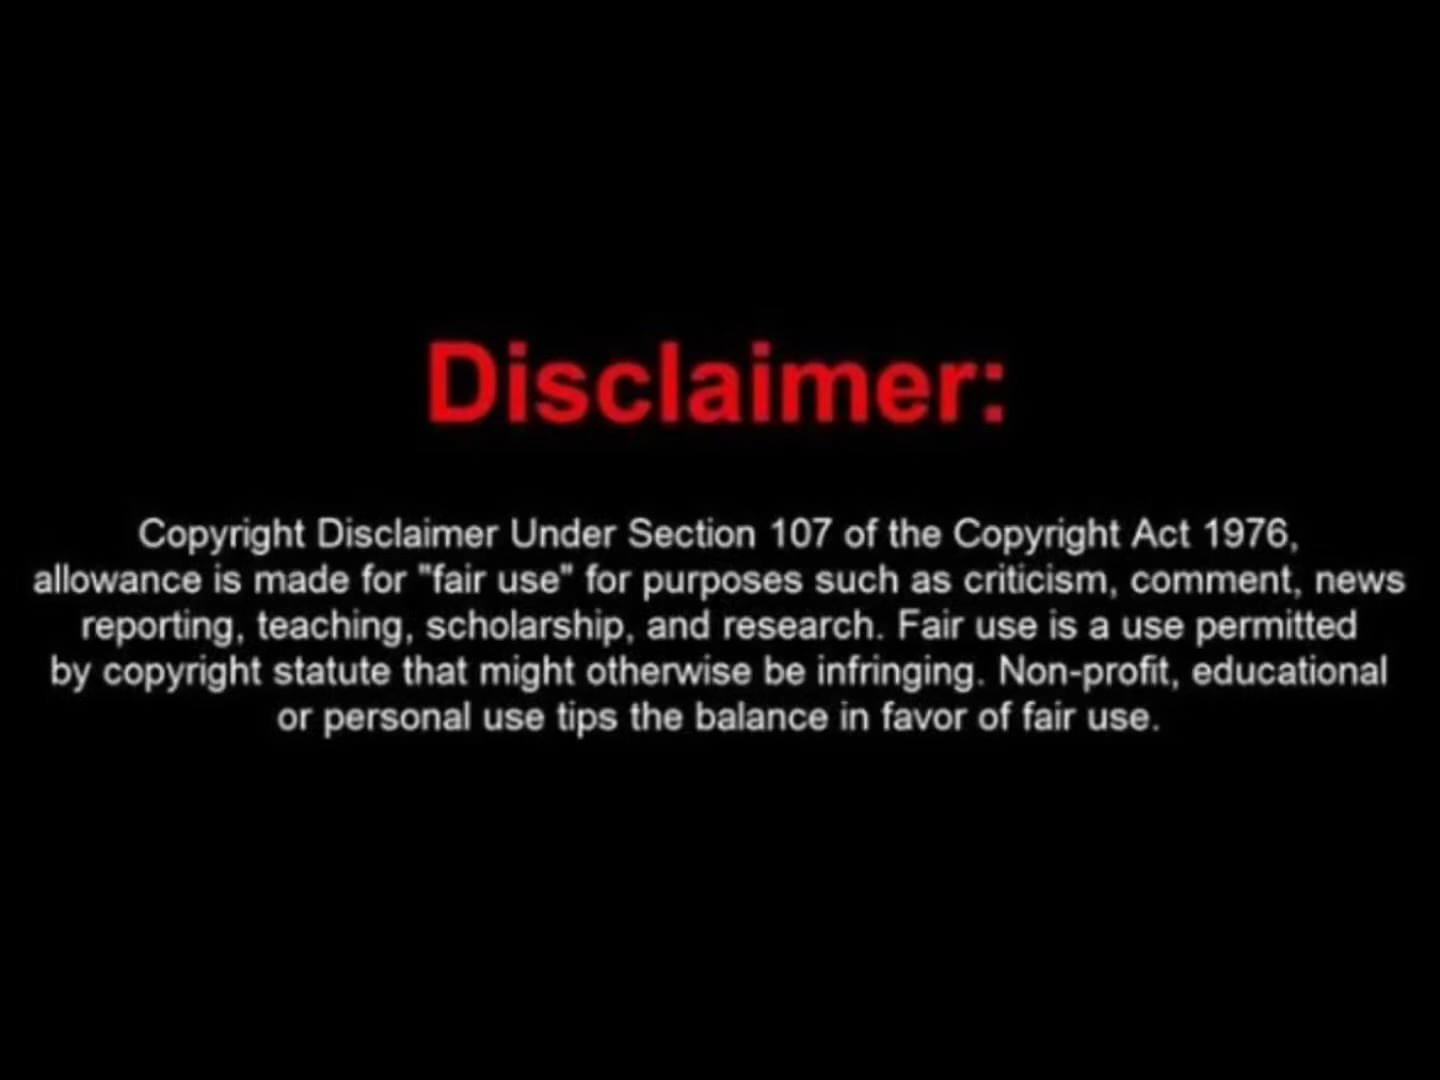 Disclaimer:
Copyright Disclaimer Under Section 107 of the Copyright Act 1976,
allowance is made for "fair use" for purposes such as criticism, comment, news
reporting, teaching, scholarship, and research. Fair use is a use permitted
by copyright statute that might otherwise be infringing. Non-profit, educational
or personal use tips the balance in favor of fair use.